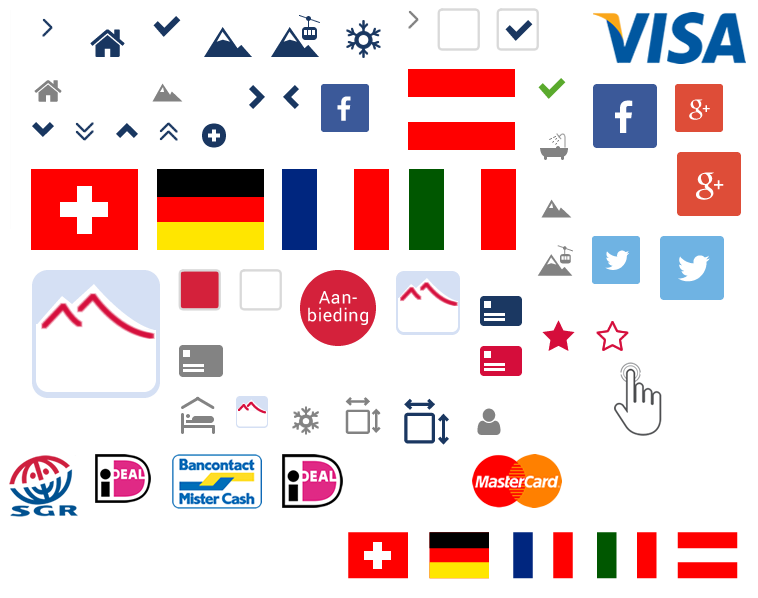 VISA
f
f
g+
g+
Aan-
bieding
SGR
iDEAL
Bancontact
Mister Cash
iDEAL
MasterCard